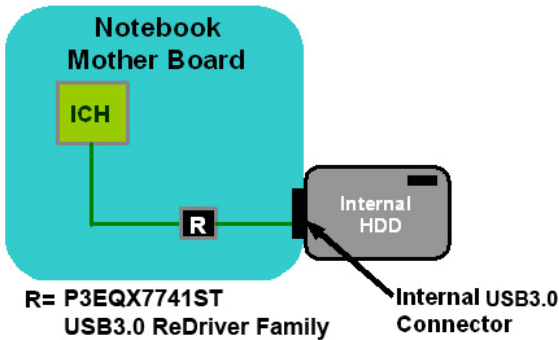 Notebook
Mother Board
ICH
R
Internal
HDD
R= P3EQX7741ST
USB3.0 ReDriver Family
Internal USB3.0
Connector